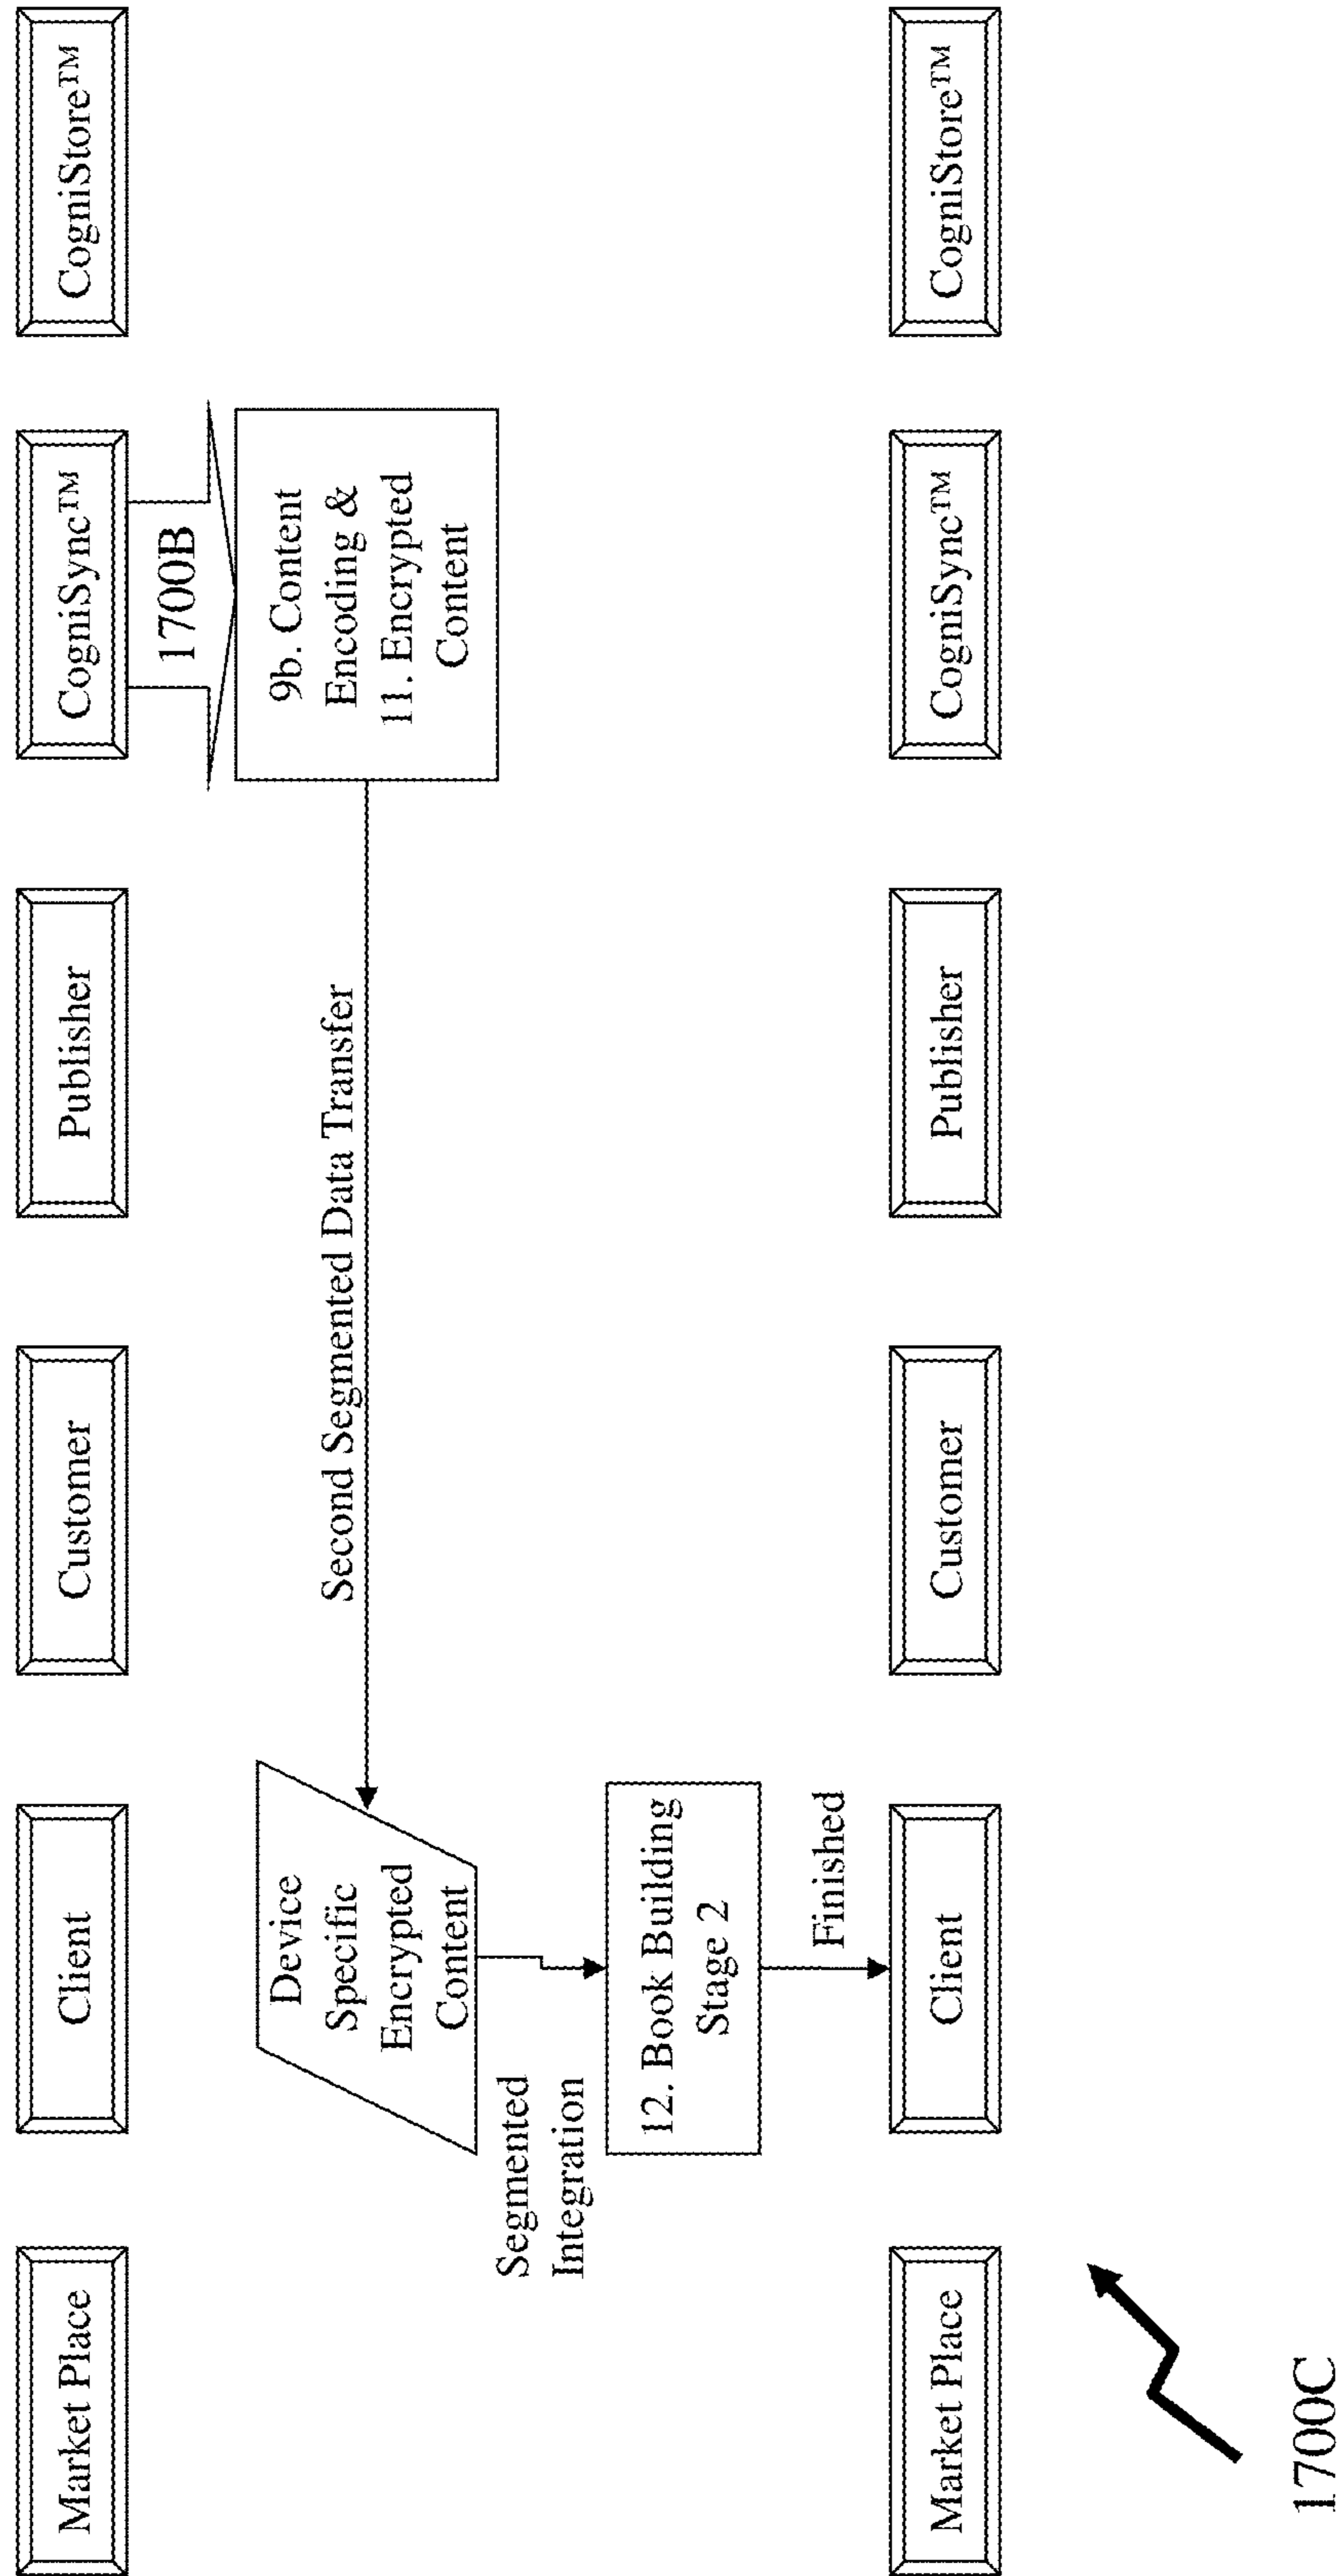 Market Place
Client
Customer
Publisher
CogniSync™
CogniStore™
1700B
Device
Specific
Encrypted
Content
Second Segmented Data Transfer
9b. Content
Encoding &
11. Encrypted
Content
Segmented
Integration
12. Book Building
Stage 2
Finished
Market Place
Client
Customer
Publisher
CogniSync™
CogniStore™
1700C